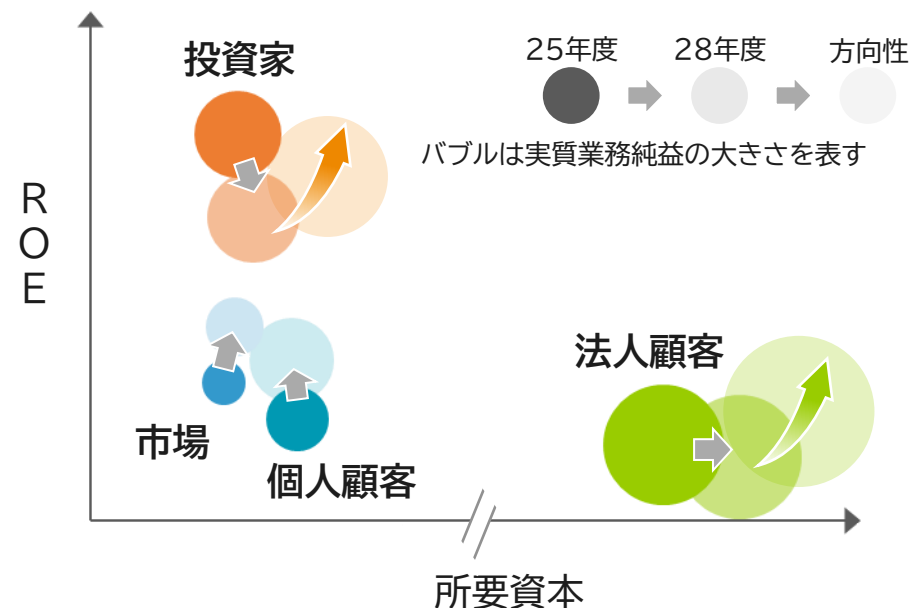 投資家
25年度
28年度
方向性
バブルは実質業務純益の大きさを表す
ROE
法人顧客
市場
個人顧客
所要資本